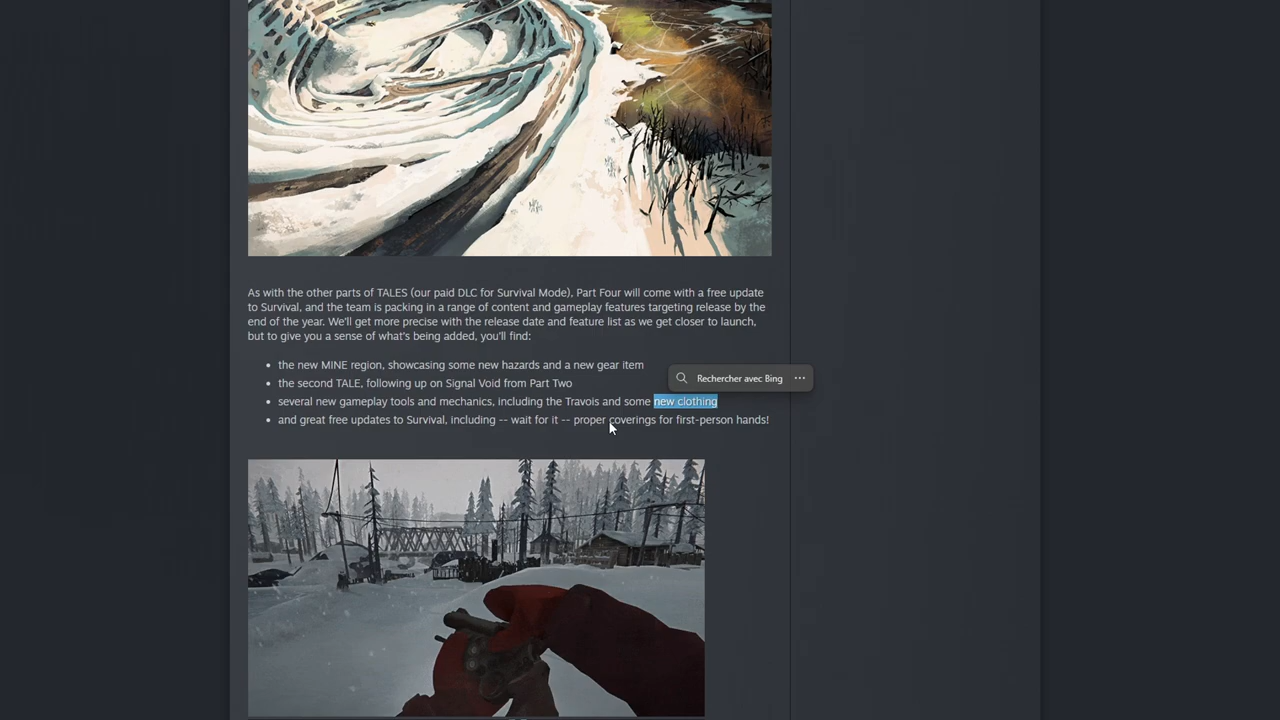 As with the other parts of TALES (our paid DLC for Survival Mode), Part Four will come with a free update
to Survival, and the team is packing in a range of content and gameplay features targeting release by the
end of the year. We'll get more precise with the release date and feature list as we get closer to launch,
but to give you a sense of what's being added, you'll find:
• the new MINE region, showcasing some new hazards and a new gear item
Rechercher avec Bing ...
• the second TALE, following up on Signal Void from Part Two
• several new gameplay tools and mechanics, including the Travois and some new clothing
• and great free updates to Survival, including -- wait for it -- proper coverings for first-person hands!